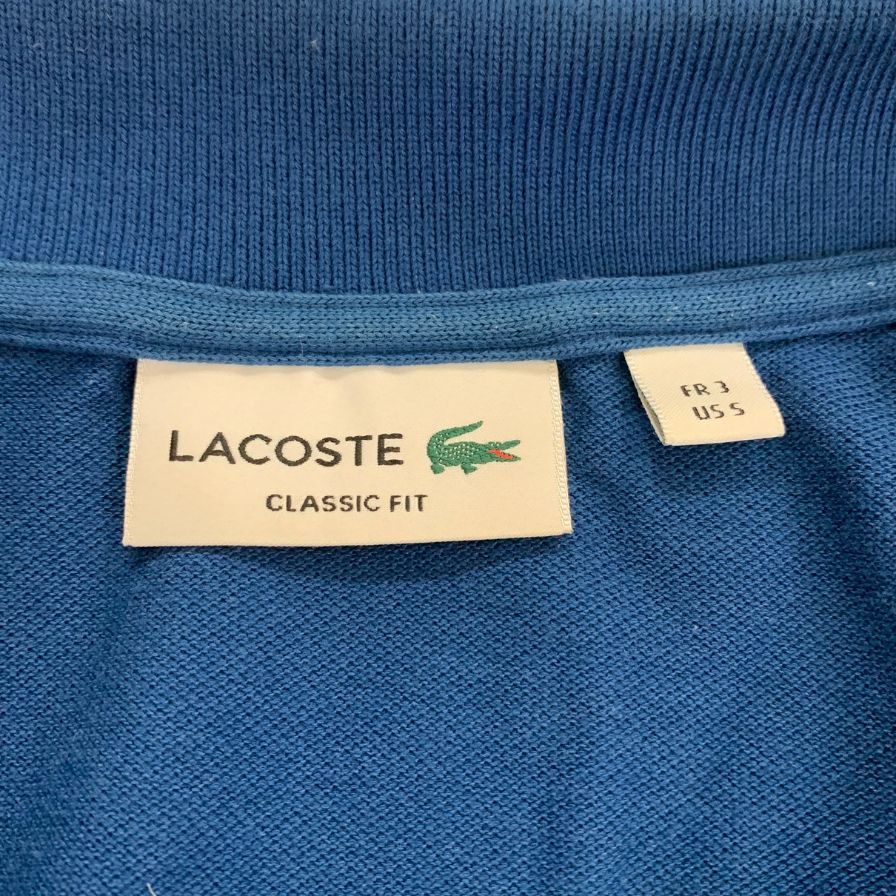 LACOSTE
CLASSIC FIT
FR 3
US S